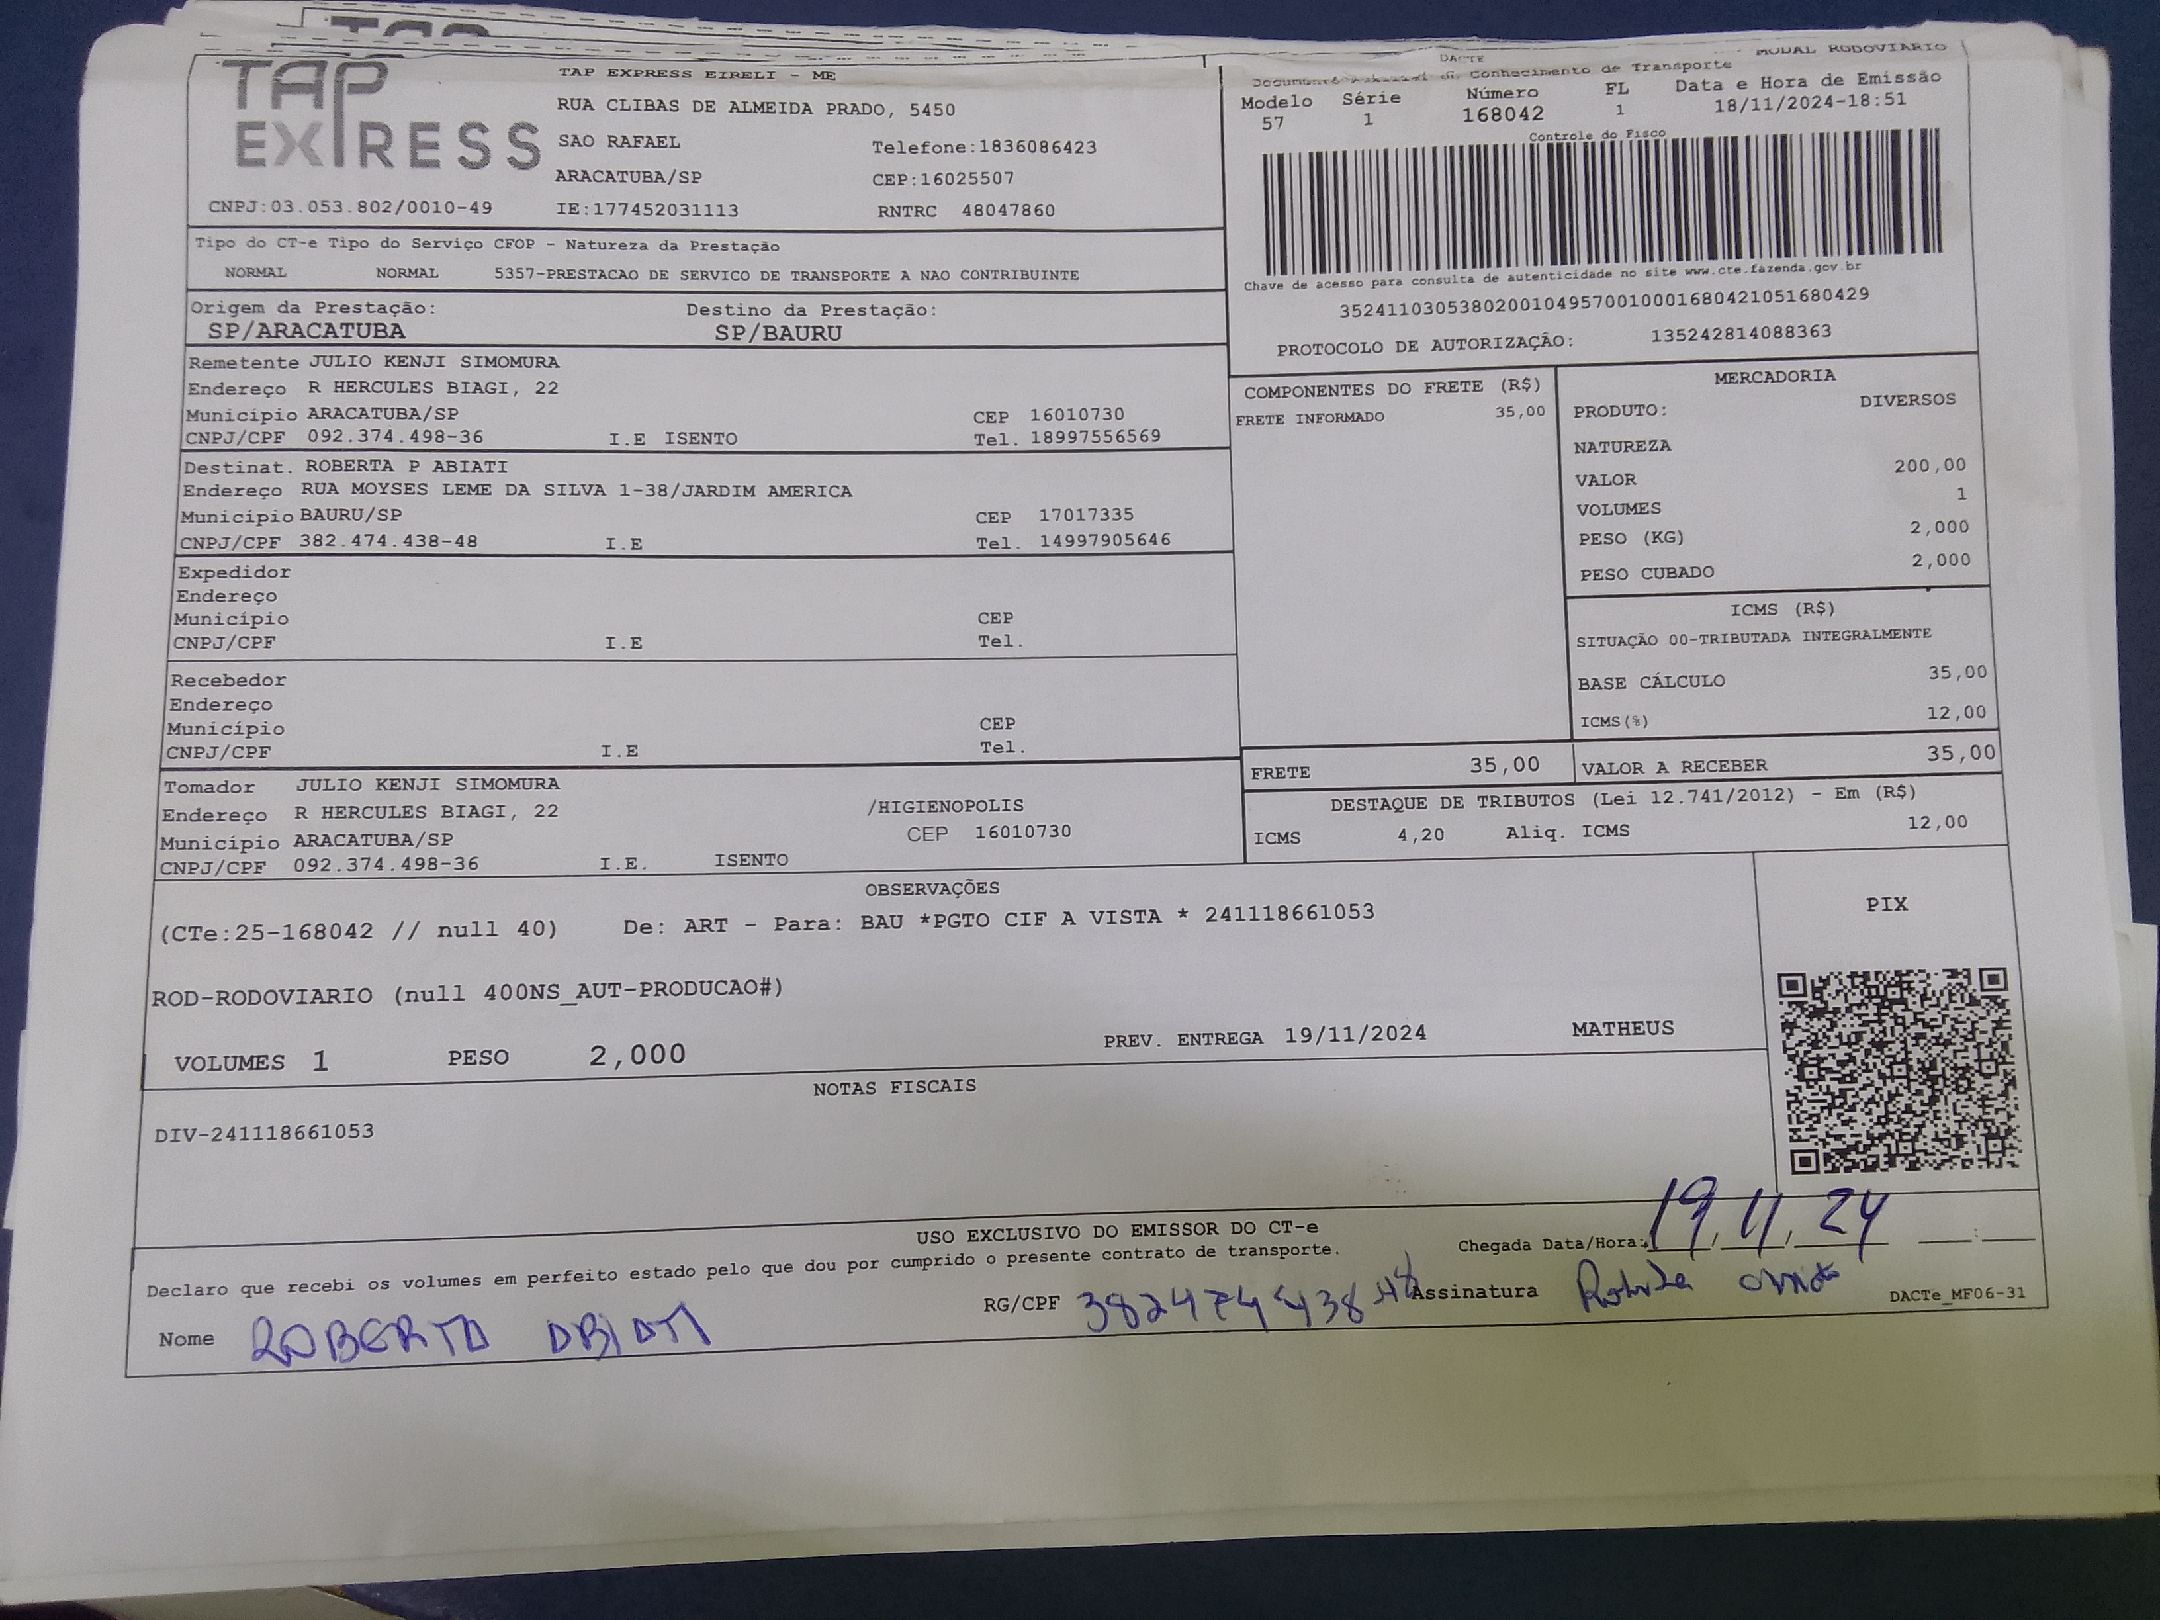 TAP
EXPRESS
TAP EXPRESS EIRELI - ME
RUA CLIBAS DE ALMEIDA PRADO, 5450
SAO RAFAEL Telefone:1836086423
ARACATUBA/SP CEP:16025507
CNPJ:03.053.802/0010-49 IE:177452031113 RNTRC 48047860
DACTE MODAL RODOVIARIO
Documento Auxiliar do Conhecimento de Transporte
Modelo Série Número FL Data e Hora de Emissão
57 1 168042 1 18/11/2024-18:51
Controle do Fisco
Chave de acesso para consulta de autenticidade no site www.cte.fazenda.gov.br
35241103053802001049570010001680421051680429
PROTOCOLO DE AUTORIZAÇÃO: 135242814088363
Tipo do CT-e Tipo do Serviço CFOP - Natureza da Prestação
NORMAL NORMAL 5357-PRESTACAO DE SERVICO DE TRANSPORTE A NAO CONTRIBUINTE
Origem da Prestação: Destino da Prestação:
SP/ARACATUBA SP/BAURU
Remetente JULIO KENJI SIMOMURA
Endereço R HERCULES BIAGI, 22
Município ARACATUBA/SP CEP 16010730
CNPJ/CPF 092.374.498-36 I.E ISENTO Tel. 18997556569
Destinat. ROBERTA P ABIATI
Endereço RUA MOYSES LEME DA SILVA 1-38/JARDIM AMERICA
Município BAURU/SP CEP 17017335
CNPJ/CPF 382.474.438-48 I.E Tel. 14997905646
Expedidor
Endereço
Município CEP
CNPJ/CPF I.E Tel.
Recebedor
Endereço
Município CEP
CNPJ/CPF I.E Tel.
Tomador JULIO KENJI SIMOMURA
Endereço R HERCULES BIAGI, 22 /HIGIENOPOLIS
Município ARACATUBA/SP CEP 16010730
CNPJ/CPF 092.374.498-36 I.E. ISENTO
COMPONENTES DO FRETE (R$)
FRETE INFORMADO 35,00
MERCADORIA
PRODUTO: DIVERSOS
NATUREZA
VALOR 200,00
VOLUMES 1
PESO (KG) 2,000
PESO CUBADO 2,000
ICMS (R$)
SITUAÇÃO 00-TRIBUTADA INTEGRALMENTE
BASE CÁLCULO 35,00
ICMS(%) 12,00
FRETE 35,00 VALOR A RECEBER 35,00
DESTAQUE DE TRIBUTOS (Lei 12.741/2012) - Em (R$)
ICMS 4,20 Aliq. ICMS 12,00
OBSERVAÇÕES
(CTe:25-168042 // null 40) De: ART - Para: BAU *PGTO CIF A VISTA * 241118661053
ROD-RODOVIARIO (null 400NS_AUT-PRODUCAO#)
VOLUMES 1 PESO 2,000 PREV. ENTREGA 19/11/2024 MATHEUS
PIX
NOTAS FISCAIS
DIV-241118661053
USO EXCLUSIVO DO EMISSOR DO CT-e
Declaro que recebi os volumes em perfeito estado pelo que dou por cumprido o presente contrato de transporte.
Chegada Data/Hora: 19/11/24
Nome ROBERTA ABIATI RG/CPF 382474438-48 Assinatura
DACTe_MF06-31